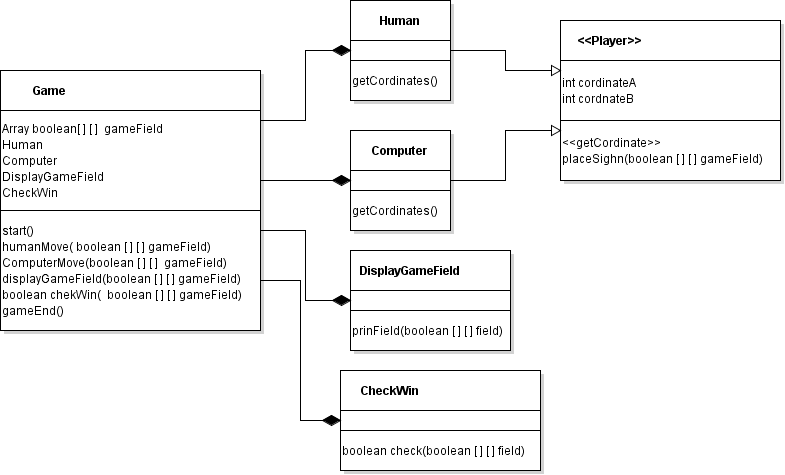 Game
Array boolean[ ] [ ]  gameField
Human
Computer
DisplayGameField
CheckWin
start()
humanMove( boolean [ ] [ ] gameField)
ComputerMove(boolean [ ] [ ]  gameField)
displayGameField(boolean [ ] [ ] gameField)
boolean chekWin(  boolean [ ] [ ] gameField)
gameEnd()
Human
getCordinates()
Computer
getCordinates()
DisplayGameField
prinField(boolean [ ] [ ] field)
CheckWin
boolean check(boolean [ ] [ ] field)
<<Player>>
int cordinateA
int cordnateB
<<getCordinate>>
placeSighn(boolean [ ] [ ] gameField)